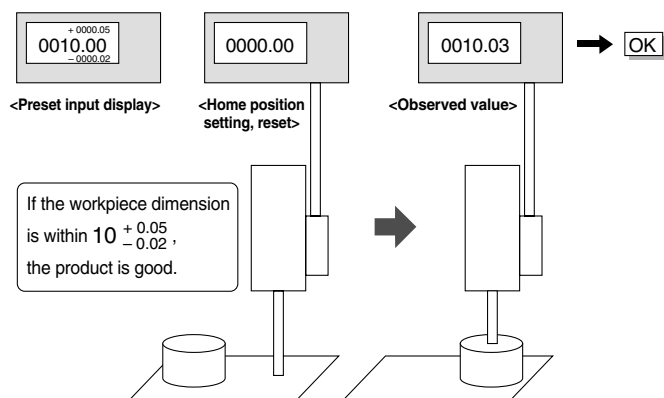 + 0000.05
0010.00
− 0000.02
<Preset input display>
0000.00
<Home position
setting, reset>
0010.03
<Observed value>
OK
If the workpiece dimension
is within 10 + 0.05 − 0.02 ,
the product is good.